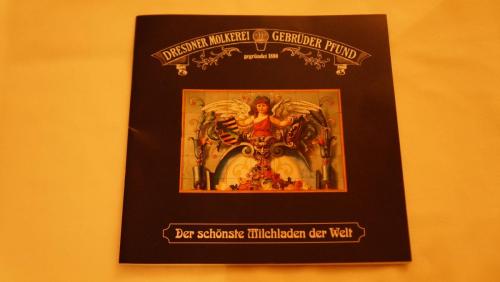 DRESDNER MOLKEREI GEBRÜDER PFUND
gegründet 1880
Der schönste Milchladen der Welt